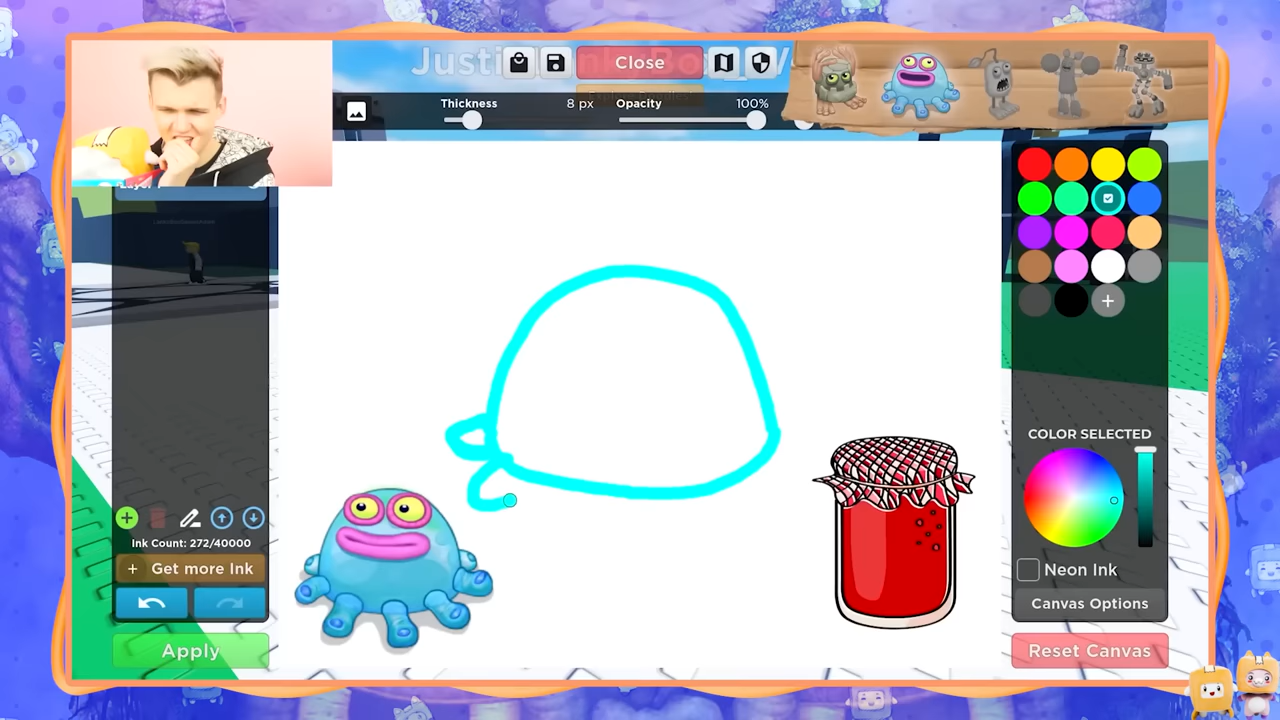 Justi
Close
Thickness
8 px
Opacity
100%
COLOR SELECTED
Ink Count: 272/40000
+ Get more Ink
Neon Ink
Canvas Options
Apply
Reset Canvas